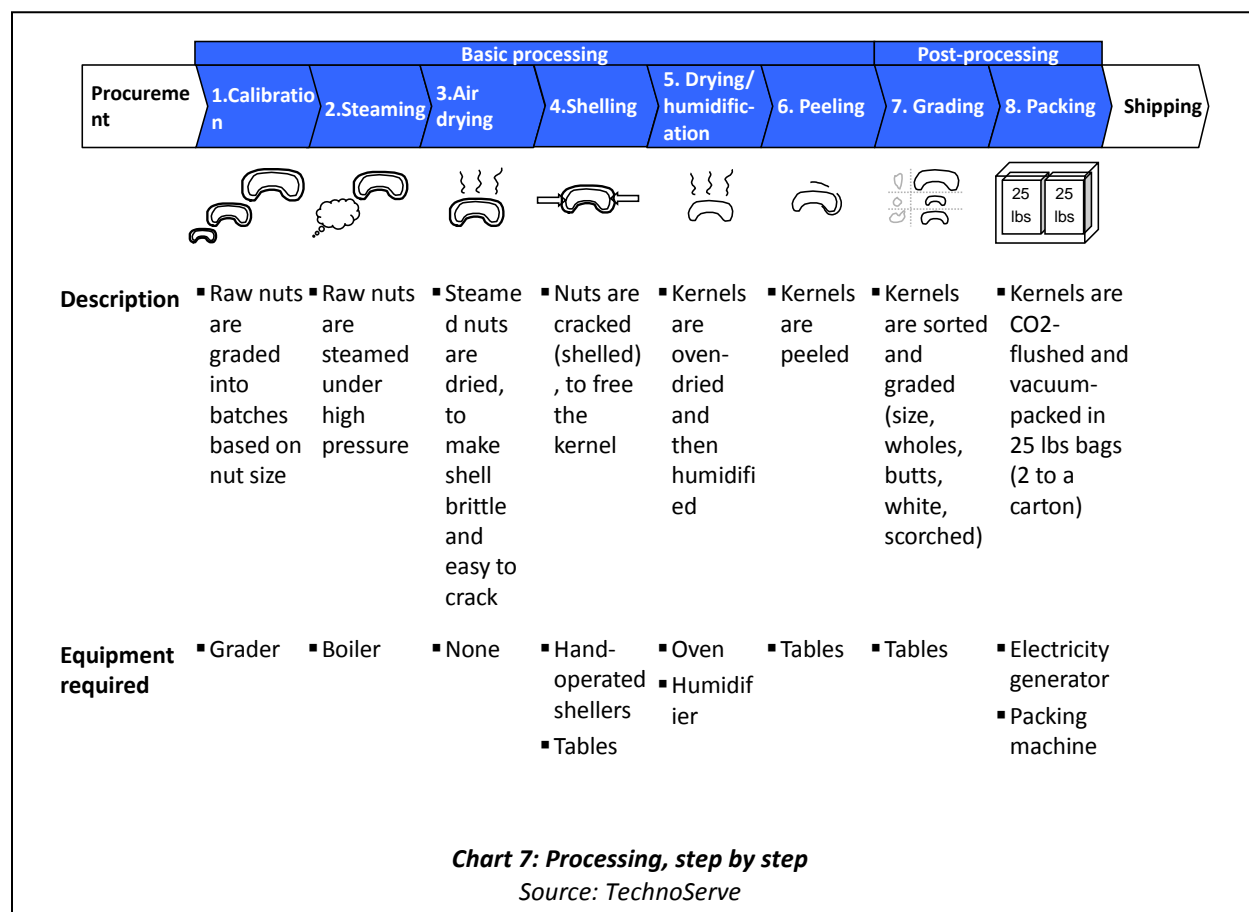 Basic processing
Post-processing
Procureme
nt
1.Calibratio
n
2.Steaming
3.Air
drying
4.Shelling
5. Drying/
humidific-
ation
6. Peeling
7. Grading
8. Packing
Shipping
25
lbs
25
lbs
Description
▪ Raw nuts
are
graded
into
batches
based on
nut size
▪ Raw nuts
are
steamed
under
high
pressure
▪ Steame
d nuts
are
dried,
to
make
shell
brittle
and
easy to
crack
▪ Nuts are
cracked
(shelled)
, to free
the
kernel
▪ Kernels
are
oven-
dried
and
then
humidifi
ed
▪ Kernels
are
peeled
▪ Kernels
are sorted
and
graded
(size,
wholes,
butts,
white,
scorched)
▪ Kernels are
CO2-
flushed and
vacuum-
packed in
25 lbs bags
(2 to a
carton)
Equipment
required
▪ Grader
▪ Boiler
▪ None
▪ Hand-
operated
shellers
▪ Tables
▪ Oven
▪ Humidif
ier
▪ Tables
▪ Tables
▪ Electricity
generator
▪ Packing
machine
Chart 7: Processing, step by step
Source: TechnoServe